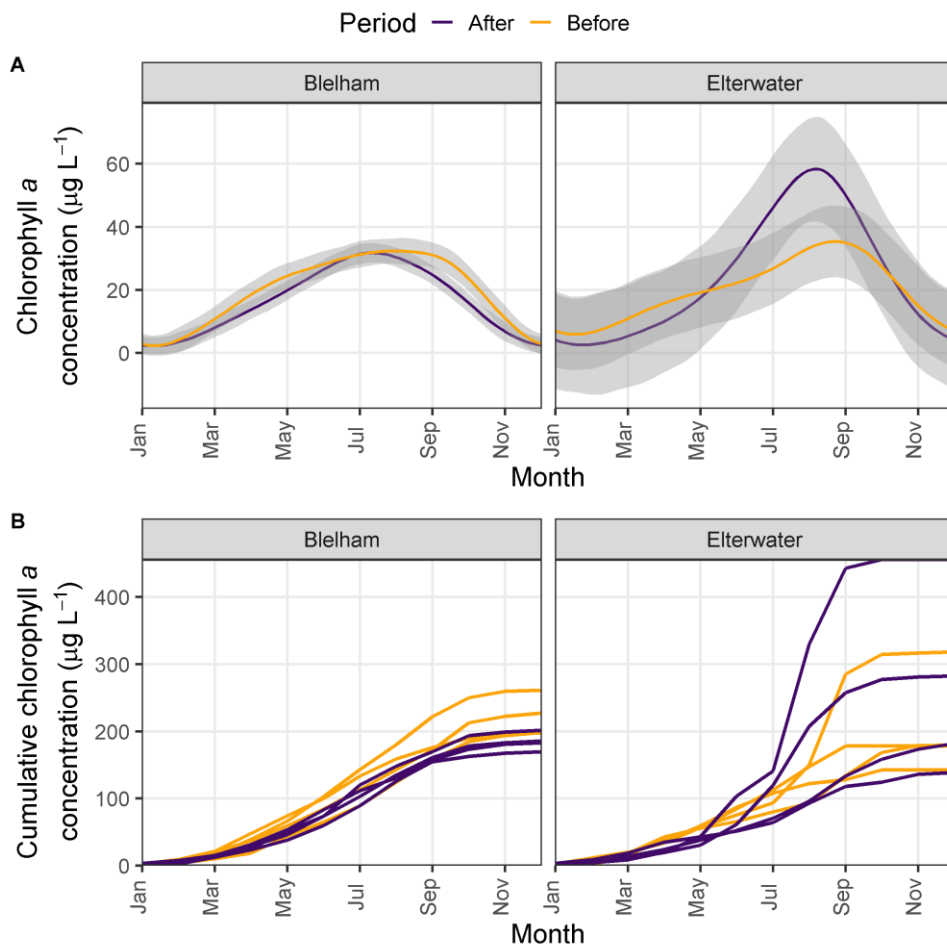 Period After Before
A
Blelham Elterwater
Chlorophyll a
concentration (μg L⁻¹)
60
40
20
0
Jan Mar May Jul Sep Nov Jan Mar May Jul Sep Nov
Month
B
Blelham Elterwater
Cumulative chlorophyll a
concentration (μg L⁻¹)
400
300
200
100
0
Jan Mar May Jul Sep Nov Jan Mar May Jul Sep Nov
Month